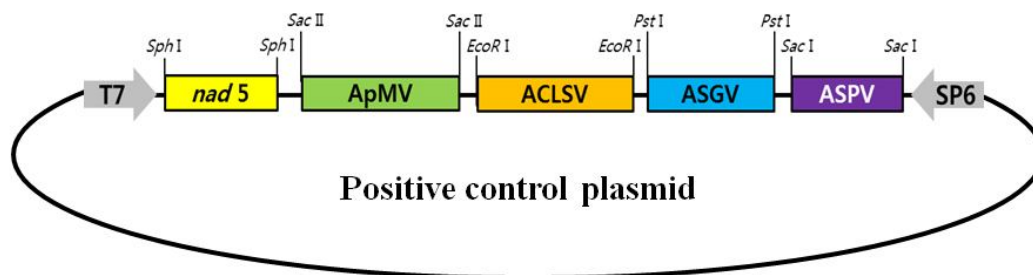 Sac II Sac II Pst I Pst I
Sph I Sph I EcoR I EcoR I Sac I Sac I
T7 nad 5 ApMV ACLSV ASGV ASPV SP6
Positive control plasmid